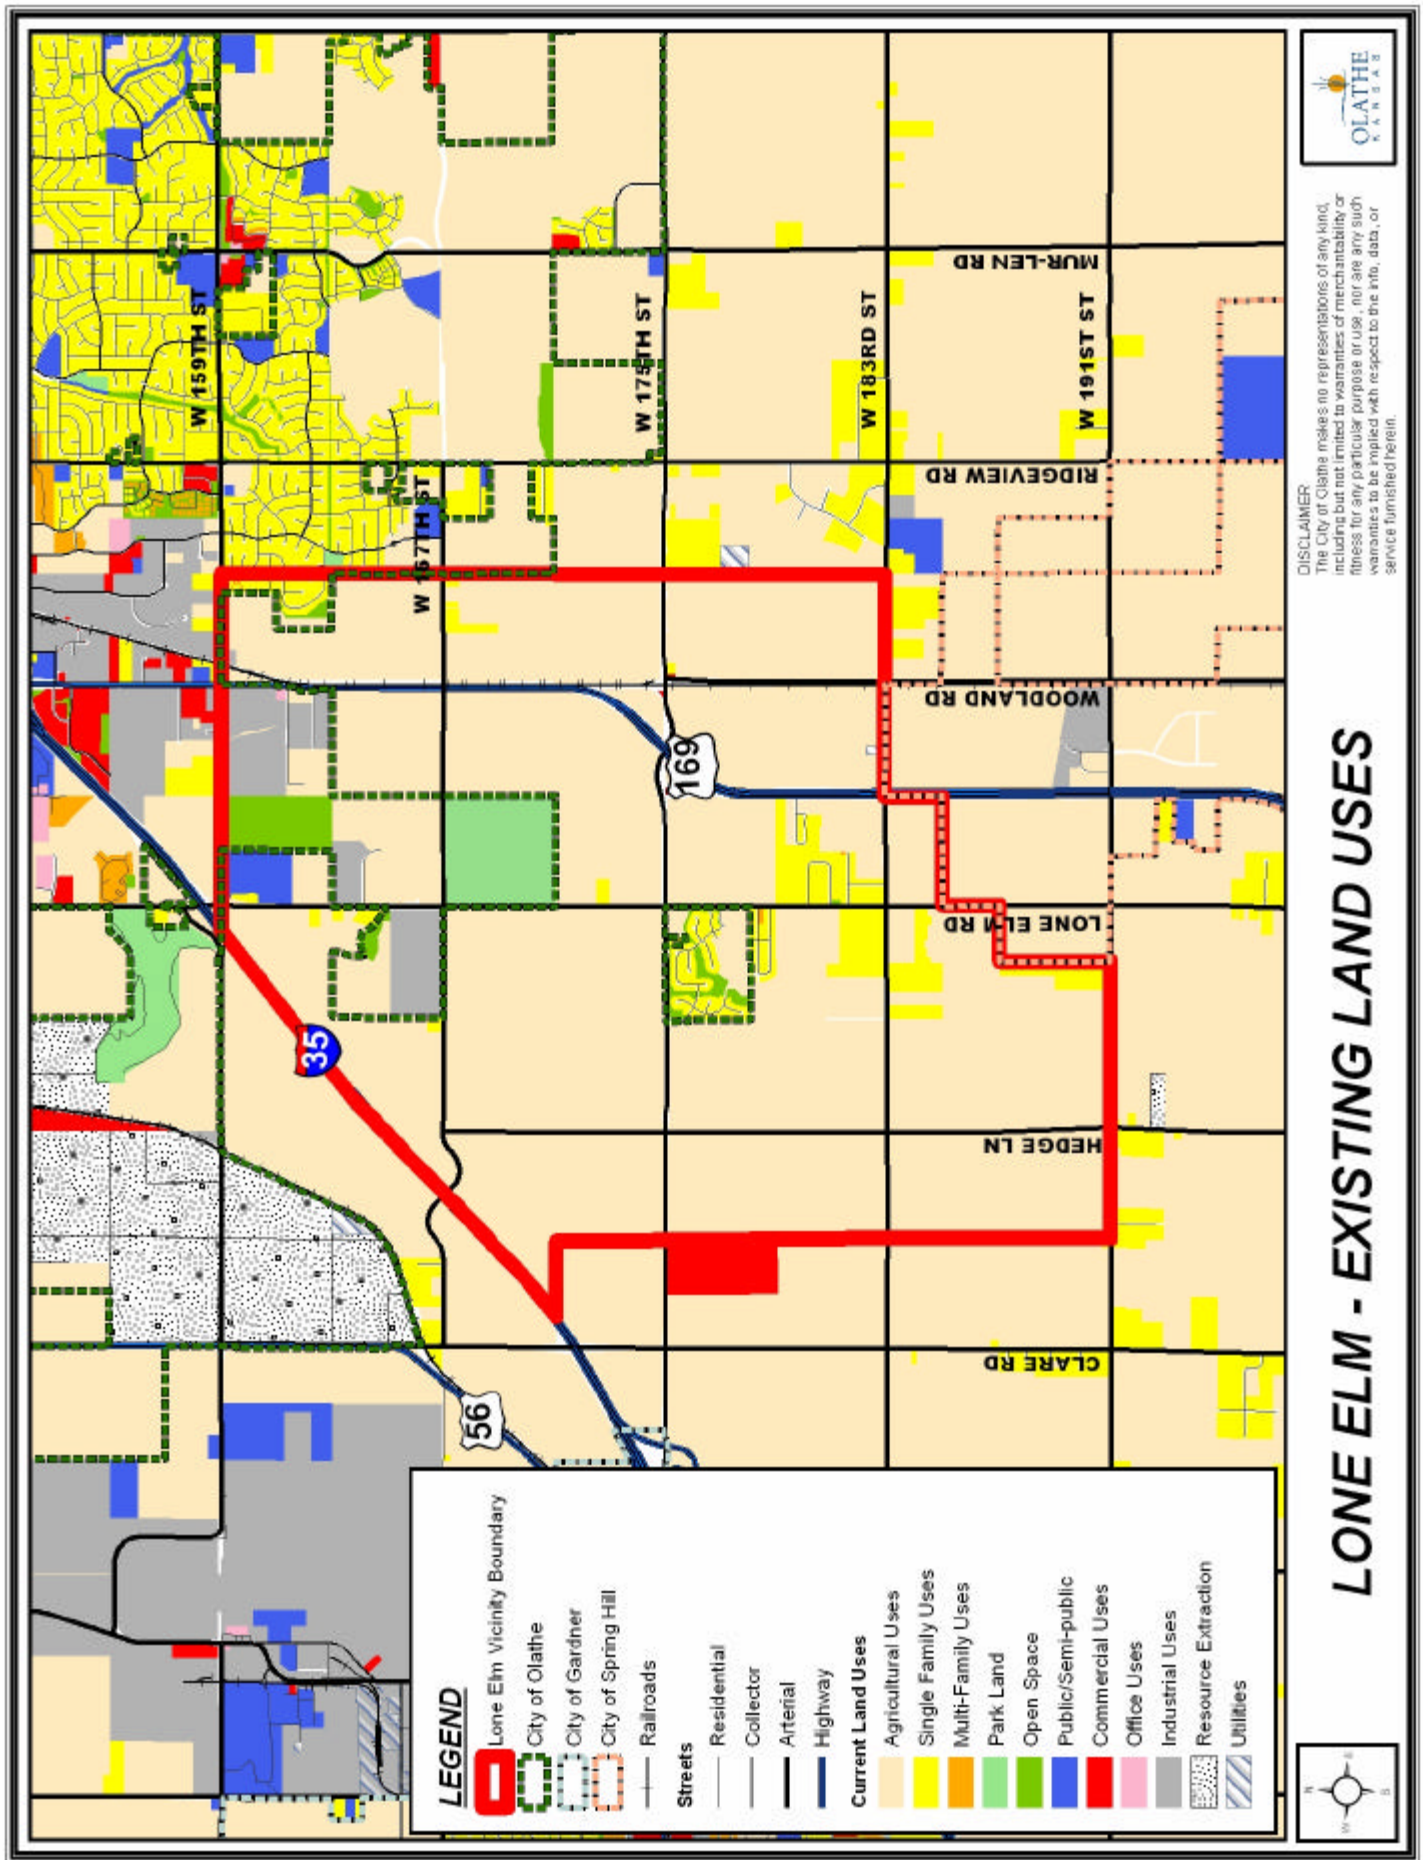 W 159TH ST
W 167TH ST
W 175TH ST
W 183RD ST
W 191ST ST
MUR-LEN RD
RIDGEVIEW RD
WOODLAND RD
LONE ELM RD
HEDGE LN
CLARE RD
35
169
56
LEGEND
Lone Elm Vicinity Boundary
City of Olathe
City of Gardner
City of Spring Hill
Railroads
Streets
Residential
Collector
Arterial
Highway
Current Land Uses
Agricultural Uses
Single Family Uses
Multi-Family Uses
Park Land
Open Space
Public/Semi-public
Commercial Uses
Office Uses
Industrial Uses
Resource Extraction
Utilities
N
W E
S
LONE ELM - EXISTING LAND USES
DISCLAIMER
The City of Olathe makes no representations of any kind,
including but not limited to warranties of merchantability or
fitness for any particular purpose or use, nor are any such
warranties to be implied with respect to the info, data, or
service furnished herein.
OLATHE
KANSAS